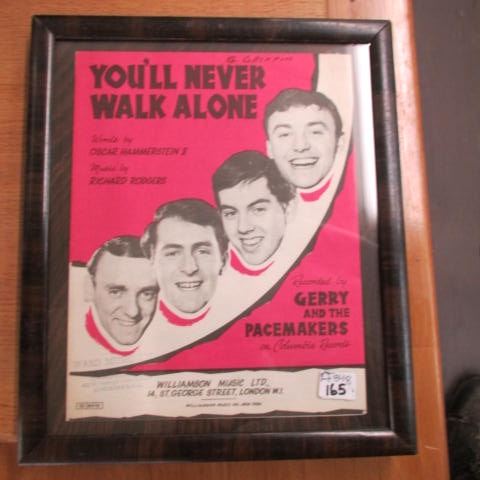 G. GRIFFIN
YOU'LL NEVER
WALK ALONE
Words by
OSCAR HAMMERSTEIN II
Music by
RICHARD RODGERS
Recorded by
GERRY
AND THE
PACEMAKERS
on Columbia Records
WILLIAMSON MUSIC LTD.,
14, ST. GEORGE STREET, LONDON W.1.
165